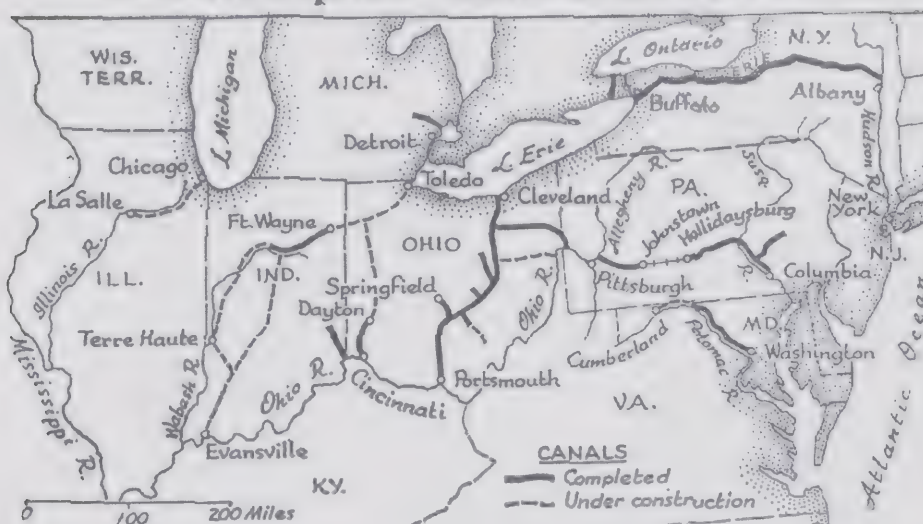 WIS.
TERR.
L. Michigan
MICH.
L. Ontario
N.Y.
ERIE
Buffalo
Albany
Hudson R.
Detroit
L. Erie
Chicago
Toledo
Cleveland
Allegheny R.
PA.
Susq.
R.
New
York
N.J.
La Salle
Ft. Wayne
OHIO
Johnstown
Hollidaysburg
Illinois R.
ILL.
IND.
Springfield
Dayton
Ohio R.
Pittsburgh
Columbia
Terre Haute
MD.
Cumberland
Potomac R.
Washington
Mississippi R.
Wabash R.
Ohio R.
Cincinnati
Portsmouth
VA.
Atlantic Ocean
Evansville
KY.
CANALS
Completed
Under construction
0 100 200 Miles